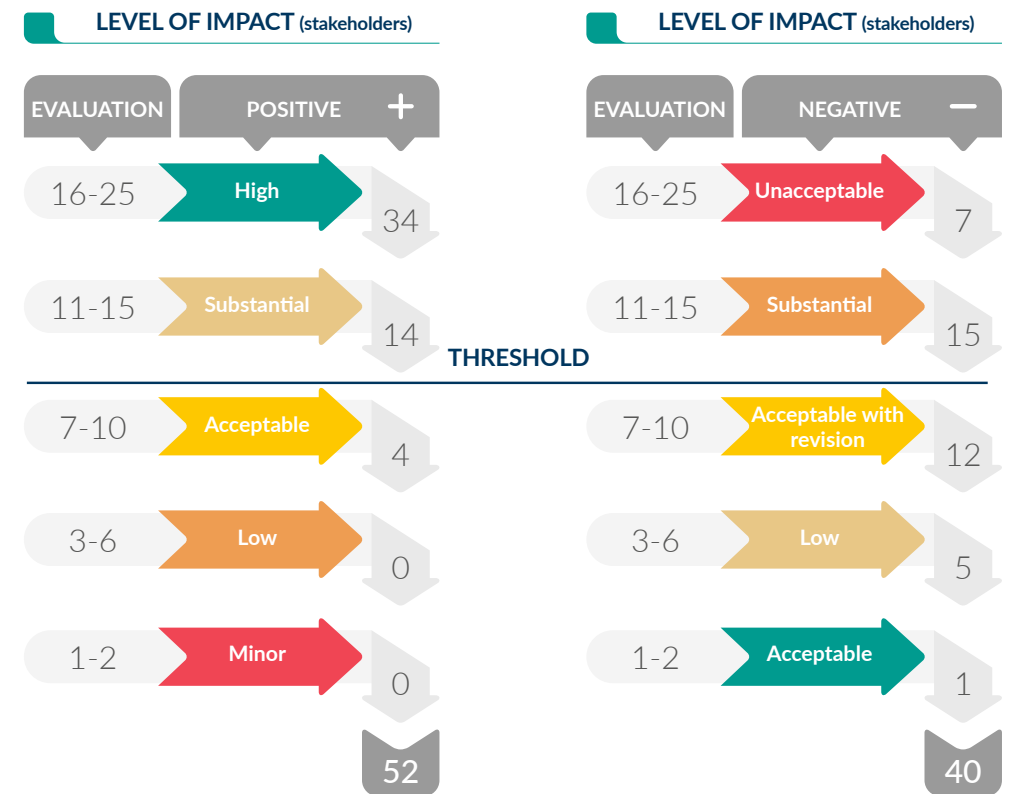 LEVEL OF IMPACT (stakeholders)
EVALUATION POSITIVE +
16-25 High 34
11-15 Substantial 14
7-10 Acceptable 4
3-6 Low 0
1-2 Minor 0
52
THRESHOLD
LEVEL OF IMPACT (stakeholders)
EVALUATION NEGATIVE −
16-25 Unacceptable 7
11-15 Substantial 15
7-10 Acceptable with
revision 12
3-6 Low 5
1-2 Acceptable 1
40